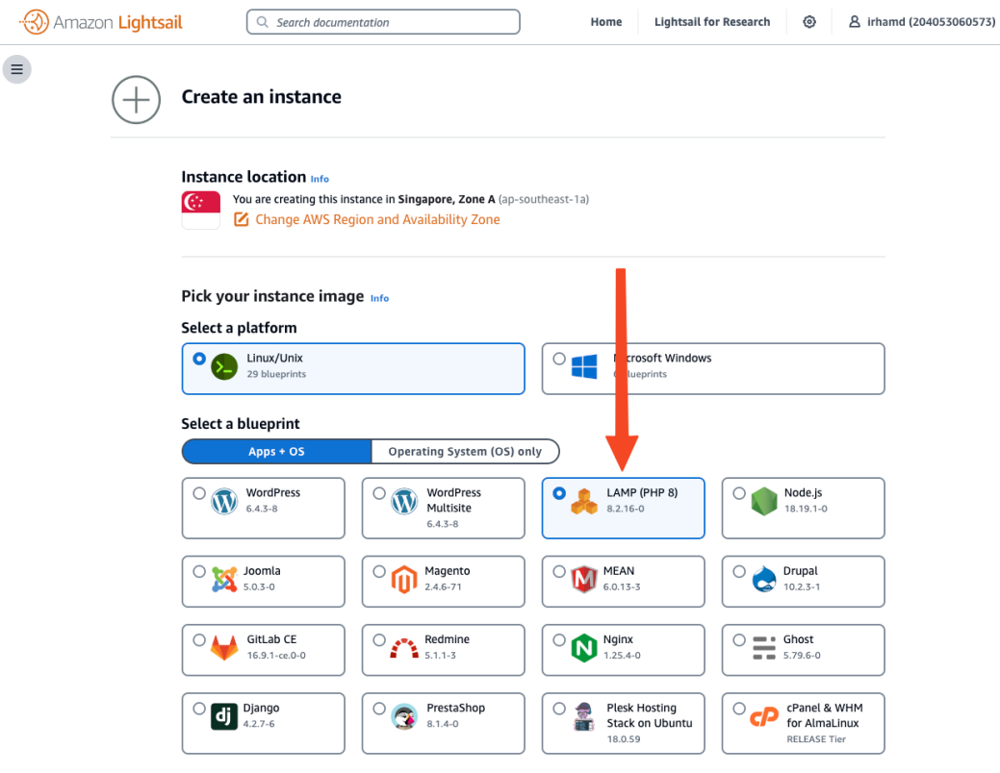 Amazon Lightsail
Search documentation
Home
Lightsail for Research
irhamd (204053060573)
Create an instance
Instance location Info
You are creating this instance in Singapore, Zone A (ap-southeast-1a)
Change AWS Region and Availability Zone
Pick your instance image Info
Select a platform
Linux/Unix
29 blueprints
crosoft Windows
lueprints
Select a blueprint
Apps + OS
Operating System (OS) only
WordPress
6.4.3-8
WordPress
Multisite
6.4.3-8
LAMP (PHP 8)
8.2.16-0
Node.js
18.19.1-0
Joomla
5.0.3-0
Magento
2.4.6-71
MEAN
6.0.13-3
Drupal
10.2.3-1
GitLab CE
16.9.1-ce.0-0
Redmine
5.1.1-3
Nginx
1.25.4-0
Ghost
5.79.6-0
dj
Django
4.2.7-6
PrestaShop
8.1.4-0
Plesk Hosting
Stack on Ubuntu
18.0.59
cP
cPanel & WHM
for AlmaLinux
RELEASE Tier